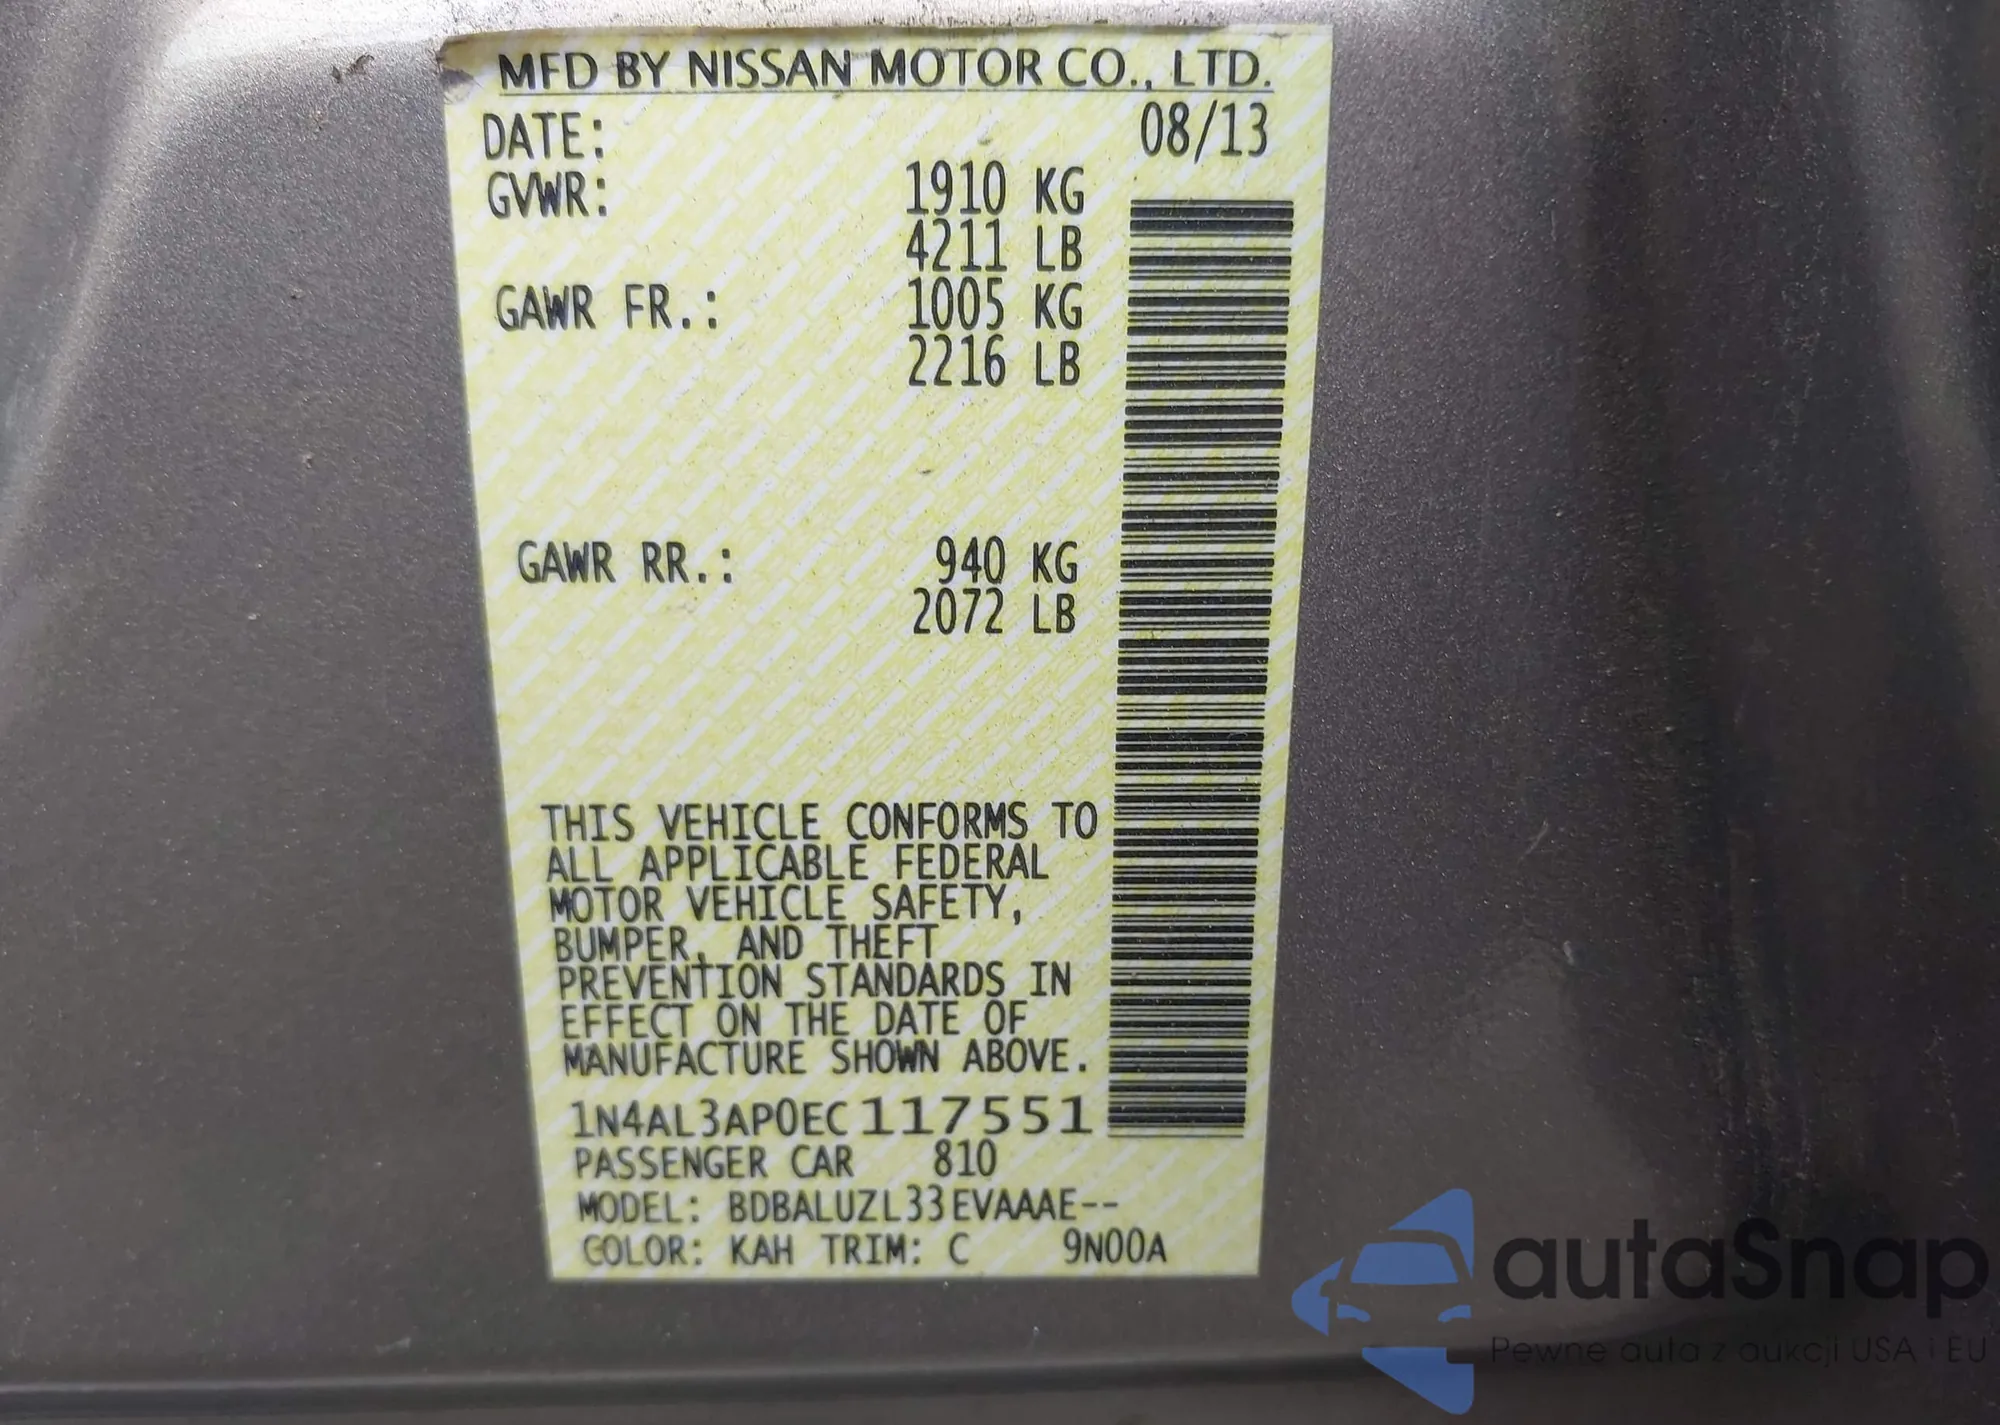 MFD BY NISSAN MOTOR CO., LTD.
DATE: 08/13
GVWR: 1910 KG
4211 LB
GAWR FR.: 1005 KG
2216 LB
GAWR RR.: 940 KG
2072 LB
THIS VEHICLE CONFORMS TO
ALL APPLICABLE FEDERAL
MOTOR VEHICLE SAFETY,
BUMPER, AND THEFT
PREVENTION STANDARDS IN
EFFECT ON THE DATE OF
MANUFACTURE SHOWN ABOVE.
1N4AL3AP0EC117551
PASSENGER CAR 810
MODEL: BDBALUZL33EVAAAE--
COLOR: KAH TRIM: C 9N00A
autaSnap
Pewne auta z aukcji USA i EU